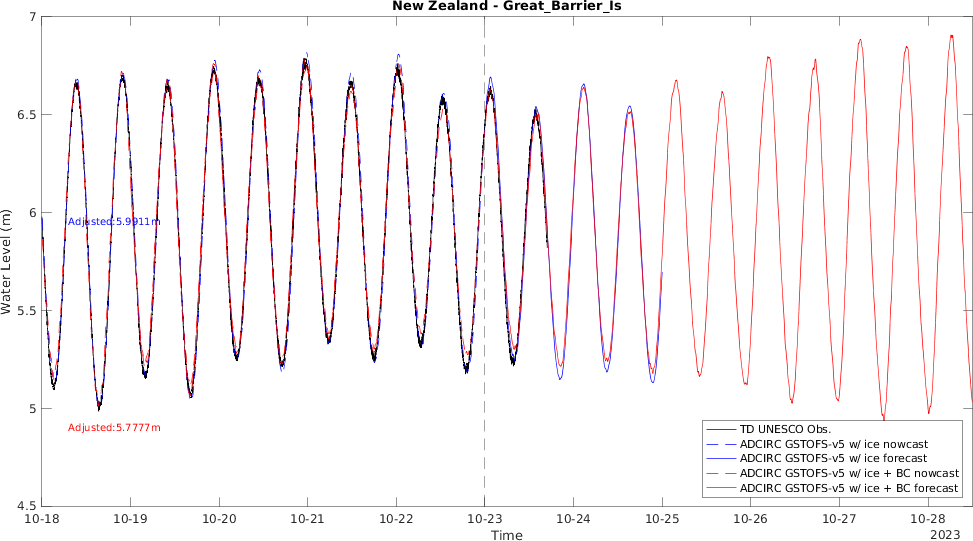 New Zealand - Great_Barrier_Is
7
6.5
6
5.5
5
4.5
Water Level (m)
Adjusted:5.9911m
Adjusted:5.7777m
TD UNESCO Obs.
ADCIRC GSTOFS-v5 w/ ice nowcast
ADCIRC GSTOFS-v5 w/ ice forecast
ADCIRC GSTOFS-v5 w/ ice + BC nowcast
ADCIRC GSTOFS-v5 w/ ice + BC forecast
10-18 10-19 10-20 10-21 10-22 10-23 10-24 10-25 10-26 10-27 10-28
Time
2023